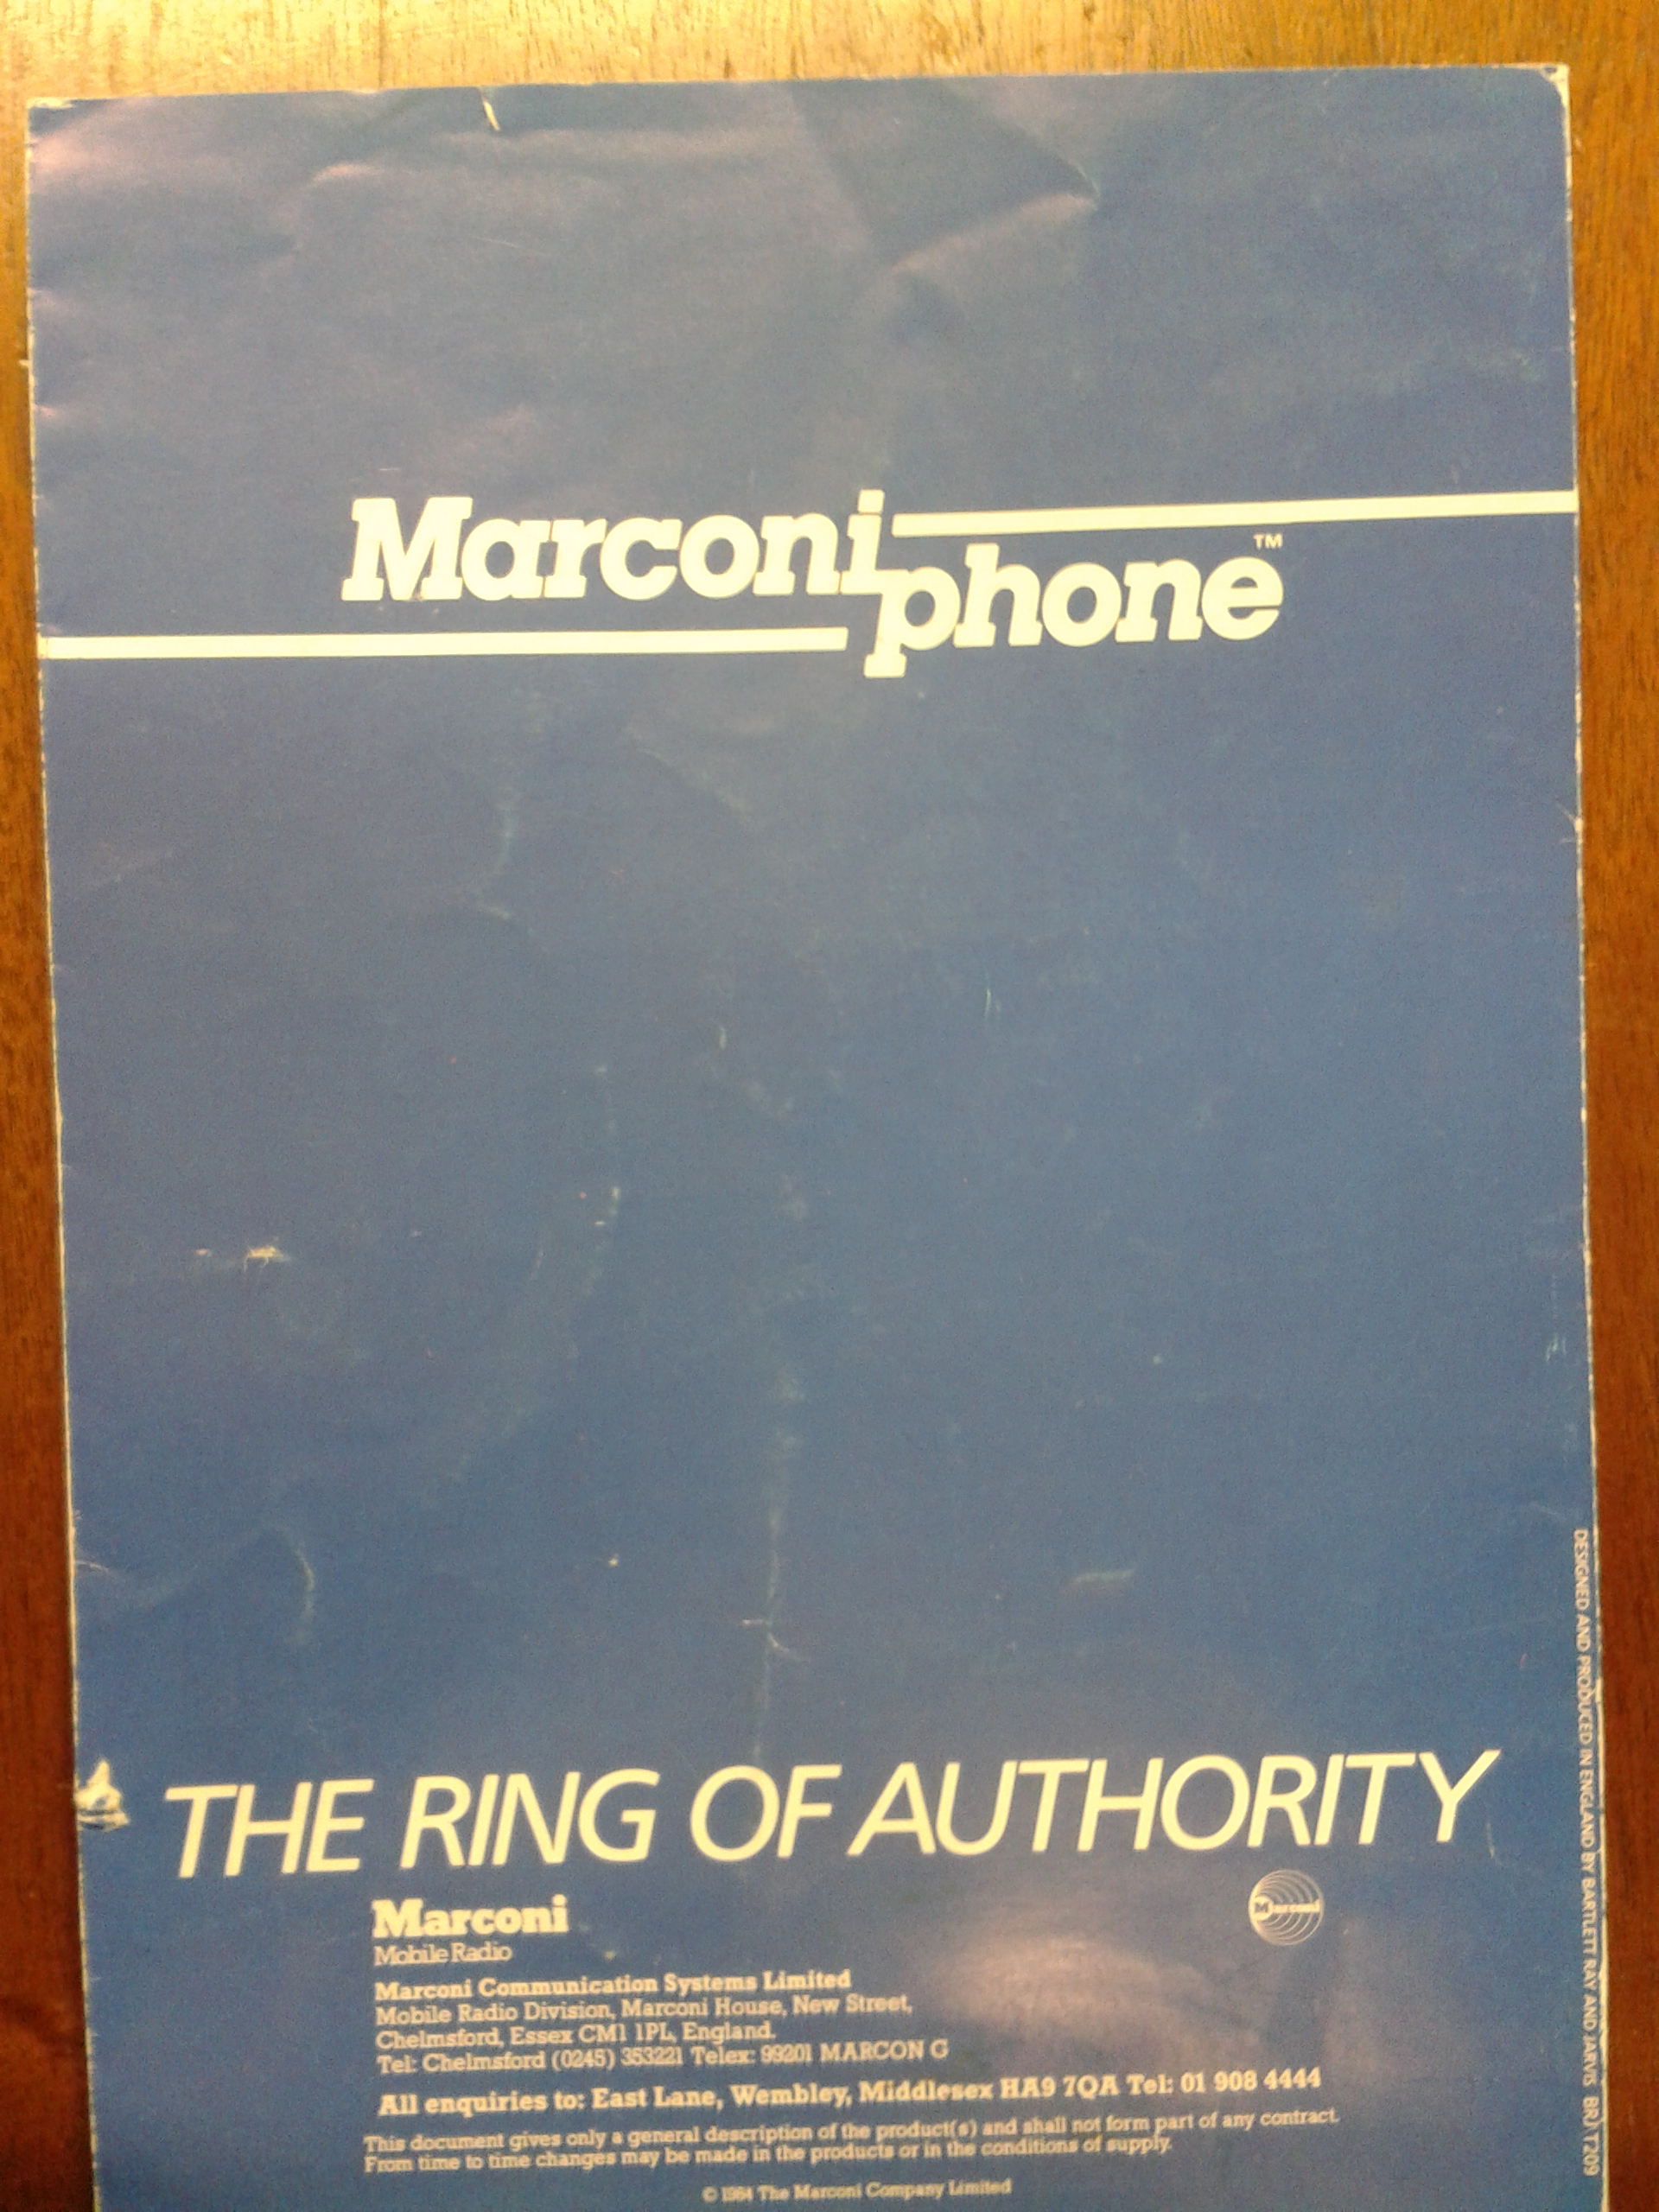 Marconi
phone™
THE RING OF AUTHORITY
Marconi
Marconi
Mobile Radio
Marconi Communication Systems Limited
Mobile Radio Division, Marconi House, New Street,
Chelmsford, Essex CM1 1PL, England.
Tel: Chelmsford (0245) 353221 Telex: 99201 MARCON G
All enquiries to: East Lane, Wembley, Middlesex HA9 7QA Tel: 01 908 4444
This document gives only a general description of the product(s) and shall not form part of any contract.
From time to time changes may be made in the products or in the conditions of supply.
© 1984 The Marconi Company Limited
DESIGNED AND PRODUCED IN ENGLAND BY BARTLETT RAY AND JARVIS BRJ T209